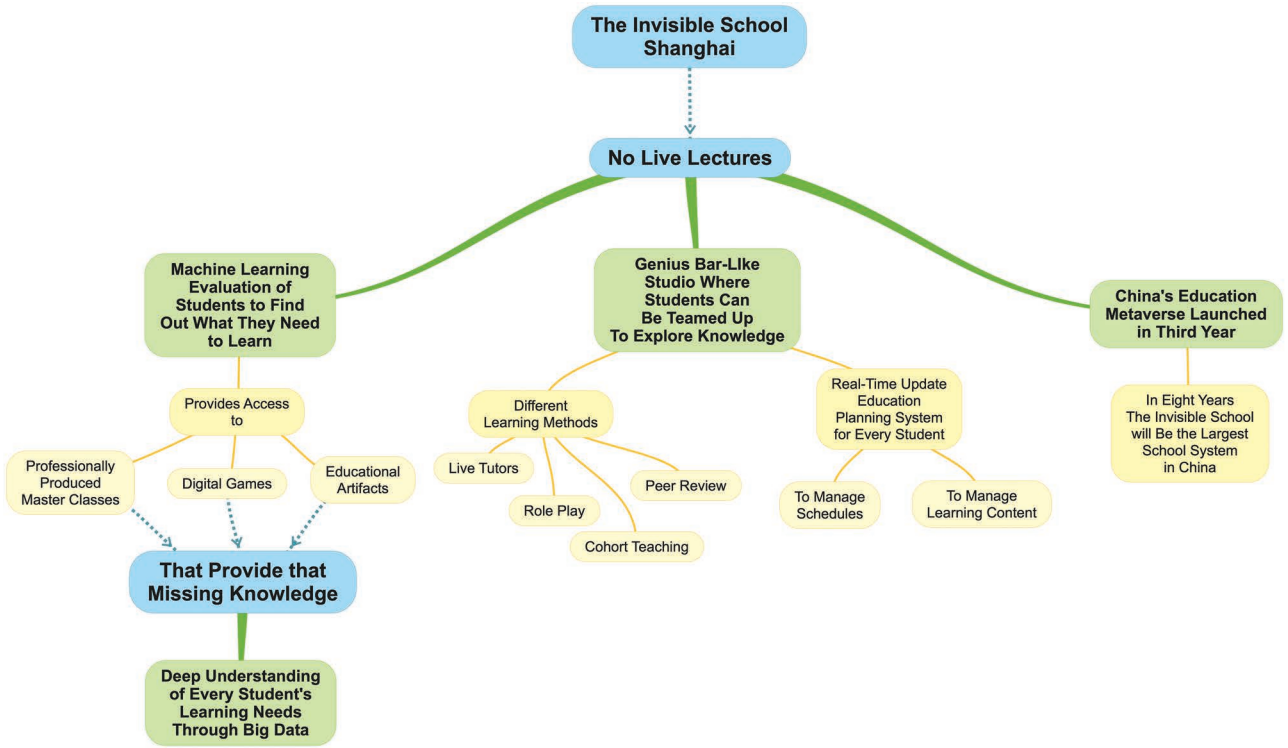 The Invisible School
Shanghai
No Live Lectures
Machine Learning
Evaluation of
Students to Find
Out What They Need
to Learn
Provides Access
to
Professionally
Produced
Master Classes
Digital Games
Educational
Artifacts
That Provide that
Missing Knowledge
Deep Understanding
of Every Student's
Learning Needs
Through Big Data
Genius Bar-LIke
Studio Where
Students Can
Be Teamed Up
To Explore Knowledge
Different
Learning Methods
Live Tutors
Role Play
Cohort Teaching
Peer Review
Real-Time Update
Education
Planning System
for Every Student
To Manage
Schedules
To Manage
Learning Content
China's Education
Metaverse Launched
in Third Year
In Eight Years
The Invisible School
will Be the Largest
School System
in China